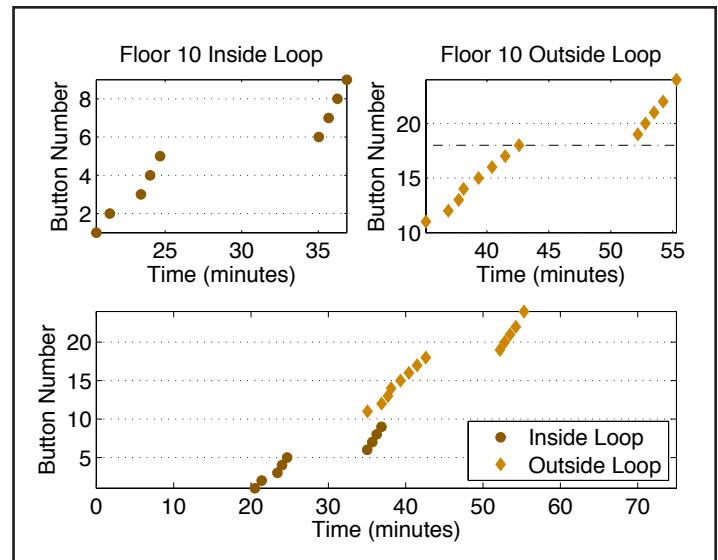 Floor 10 Inside Loop
Button Number
8
6
4
2
25
30
35
Time (minutes)
Floor 10 Outside Loop
Button Number
20
15
10
40
45
50
55
Time (minutes)
Button Number
20
15
10
5
0
10
20
30
40
50
60
70
Time (minutes)
Inside Loop
Outside Loop